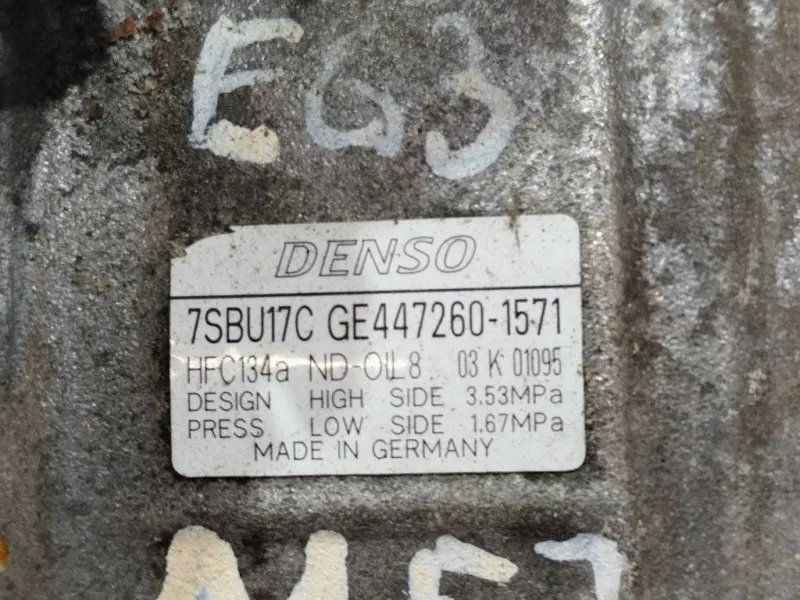 EG3
DENSO
7SBU17C GE447260-1571
HFC134a ND-OIL8 03 K 01095
DESIGN HIGH SIDE 3.53MPa
PRESS LOW SIDE 1.67MPa
MADE IN GERMANY